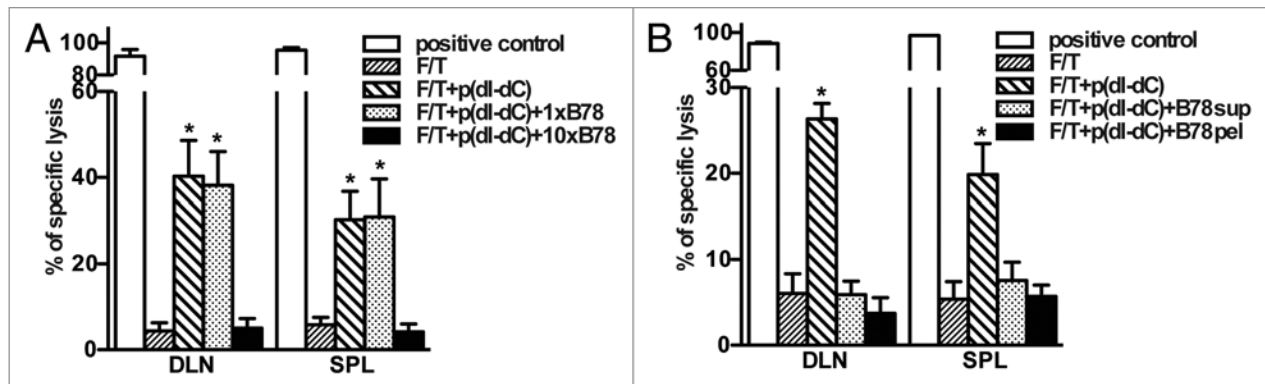 A
% of specific lysis
100
80
60
40
20
0
positive control
F/T
F/T+p(dI-dC)
F/T+p(dI-dC)+1xB78
F/T+p(dI-dC)+10xB78
* * * *
DLN SPL
B
% of specific lysis
100
60
30
20
10
0
positive control
F/T
F/T+p(dI-dC)
F/T+p(dI-dC)+B78sup
F/T+p(dI-dC)+B78pel
* *
DLN SPL